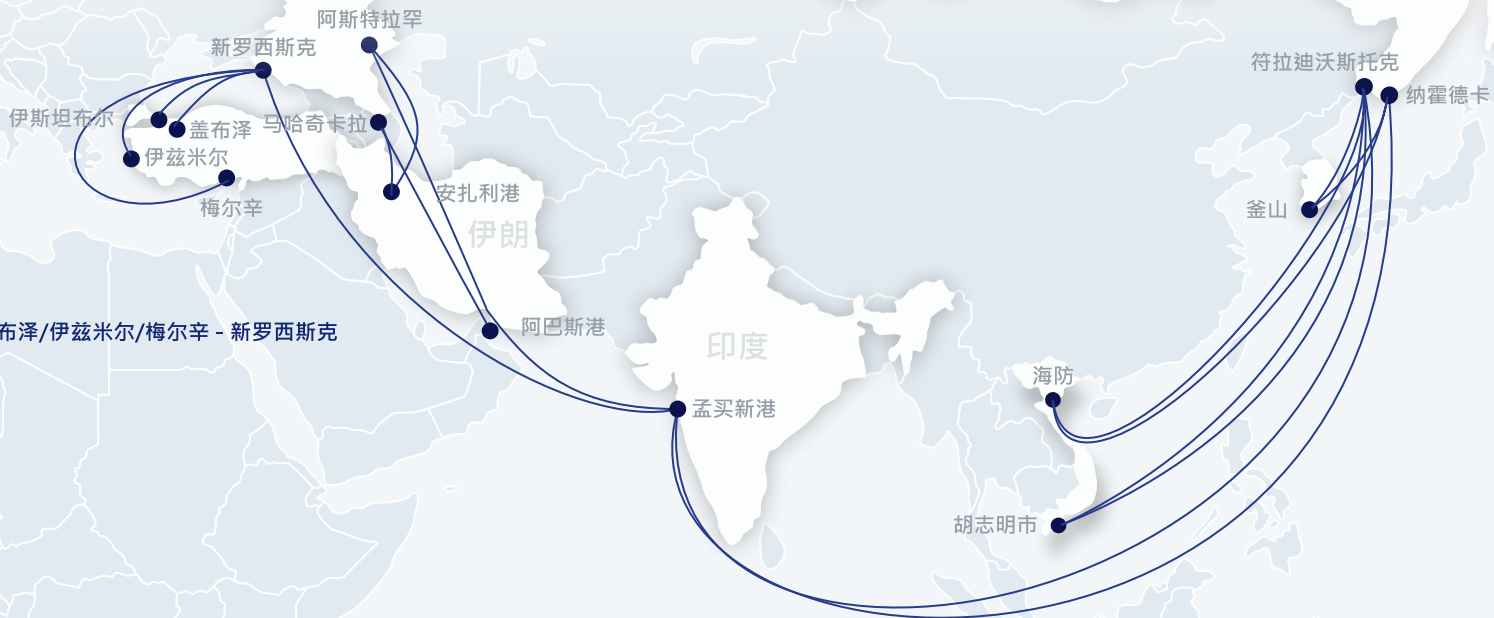 阿斯特拉罕
新罗西斯克
符拉迪沃斯托克
纳霍德卡
伊斯坦布尔
盖布泽
马哈奇卡拉
伊兹米尔
安扎利港
梅尔辛
釜山
伊朗
布泽/伊兹米尔/梅尔辛 - 新罗西斯克
阿巴斯港
印度
海防
孟买新港
胡志明市